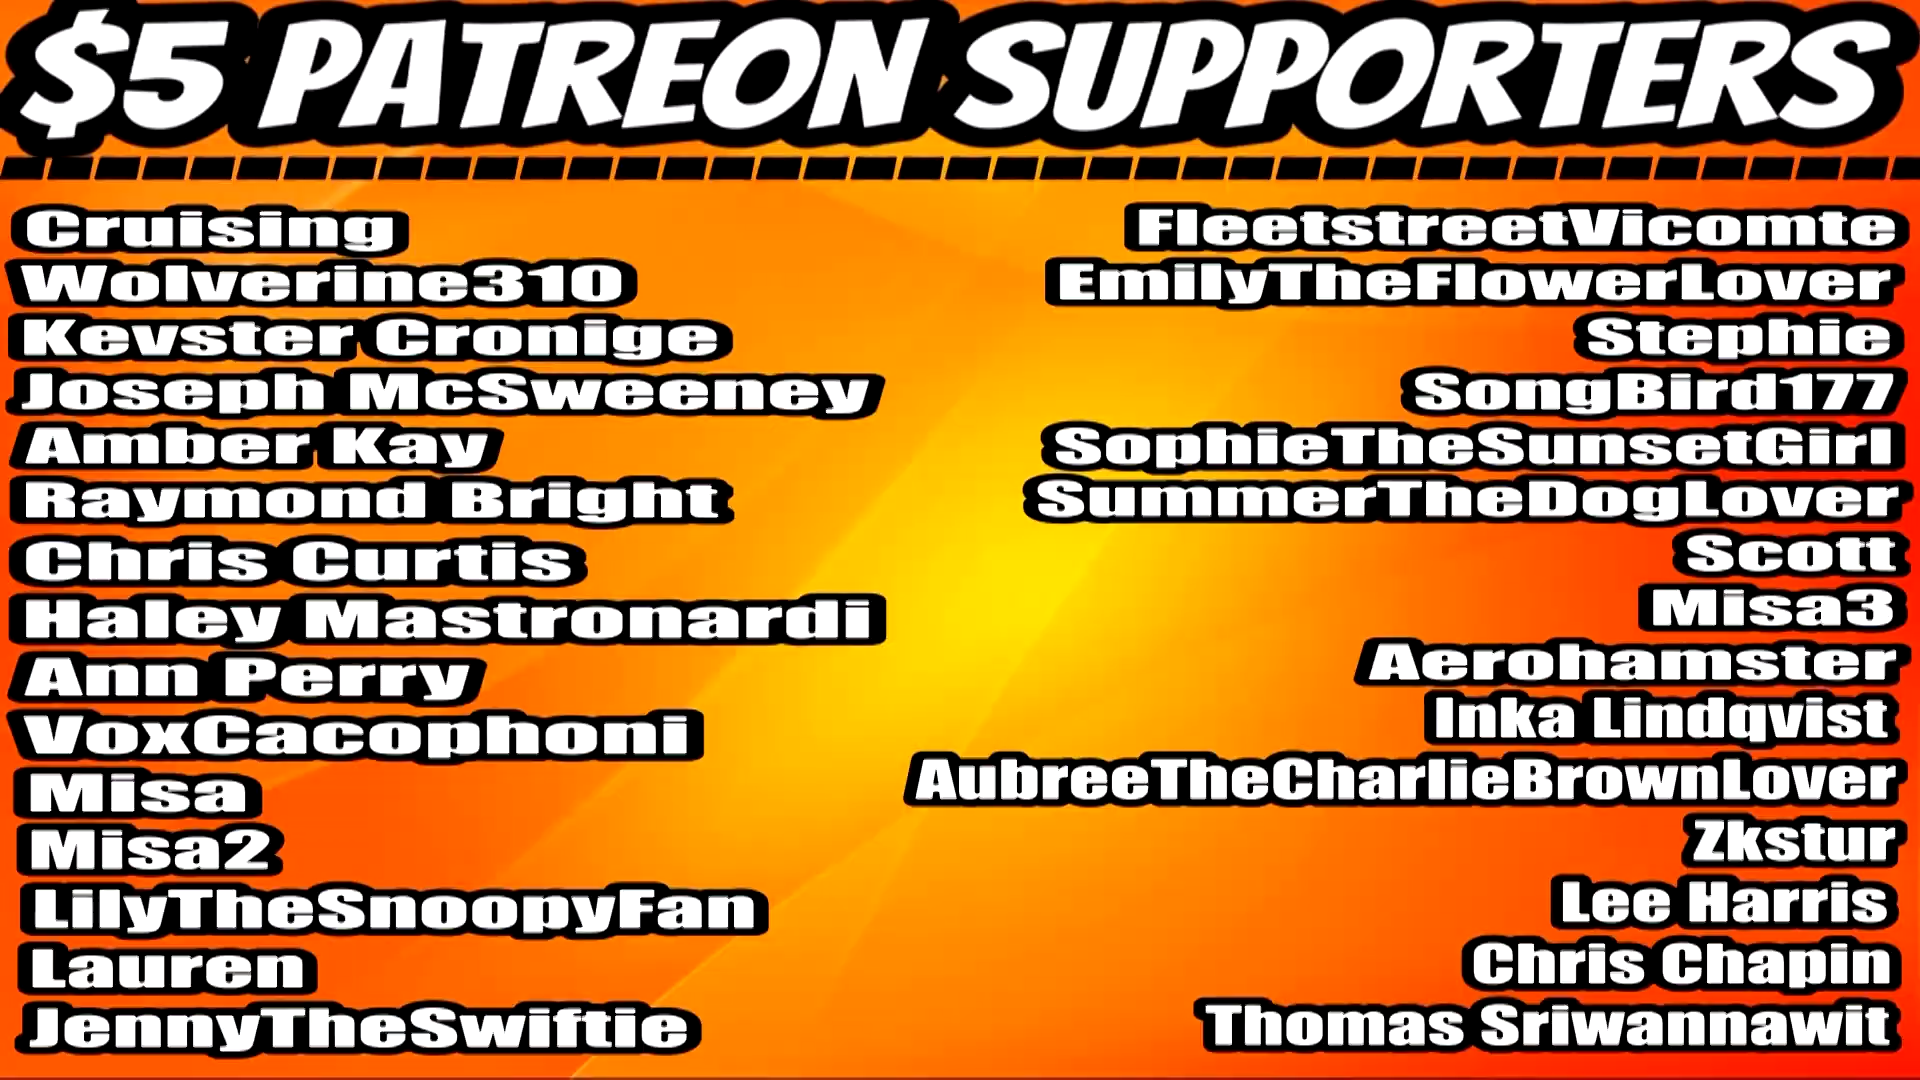 $5 PATREON SUPPORTERS
Cruising
Wolverine310
Kevster Cronige
Joseph McSweeney
Amber Kay
Raymond Bright
Chris Curtis
Haley Mastronardi
Ann Perry
VoxCacophoni
Misa
Misa2
LilyTheSnoopyFan
Lauren
JennyTheSwiftie
FleetstreetVicomte
EmilyTheFlowerLover
Stephie
SongBird177
SophieTheSunsetGirl
SummerTheDogLover
Scott
Misa3
Aerohamster
Inka Lindqvist
AubreeTheCharlieBrownLover
Zkstur
Lee Harris
Chris Chapin
Thomas Sriwannawit